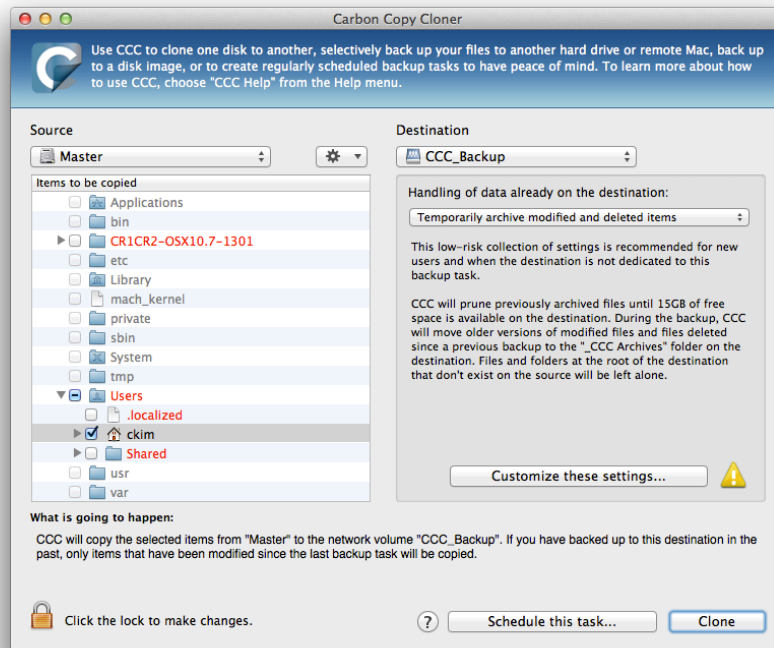 Carbon Copy Cloner
Use CCC to clone one disk to another, selectively back up your files to another hard drive or remote Mac, back up
to a disk image, or to create regularly scheduled backup tasks to have peace of mind. To learn more about how
to use CCC, choose "CCC Help" from the Help menu.
Source
Master
Items to be copied
Applications
bin
CR1CR2-OSX10.7-1301
etc
Library
mach_kernel
private
sbin
System
tmp
Users
.localized
ckim
Shared
usr
var
Destination
CCC_Backup
Handling of data already on the destination:
Temporarily archive modified and deleted items
This low-risk collection of settings is recommended for new
users and when the destination is not dedicated to this
backup task.
CCC will prune previously archived files until 15GB of free
space is available on the destination. During the backup, CCC
will move older versions of modified files and files deleted
since a previous backup to the "_CCC Archives" folder on the
destination. Files and folders at the root of the destination
that don't exist on the source will be left alone.
Customize these settings...
What is going to happen:
CCC will copy the selected items from "Master" to the network volume "CCC_Backup". If you have backed up to this destination in the
past, only items that have been modified since the last backup task will be copied.
Click the lock to make changes.
?
Schedule this task...
Clone